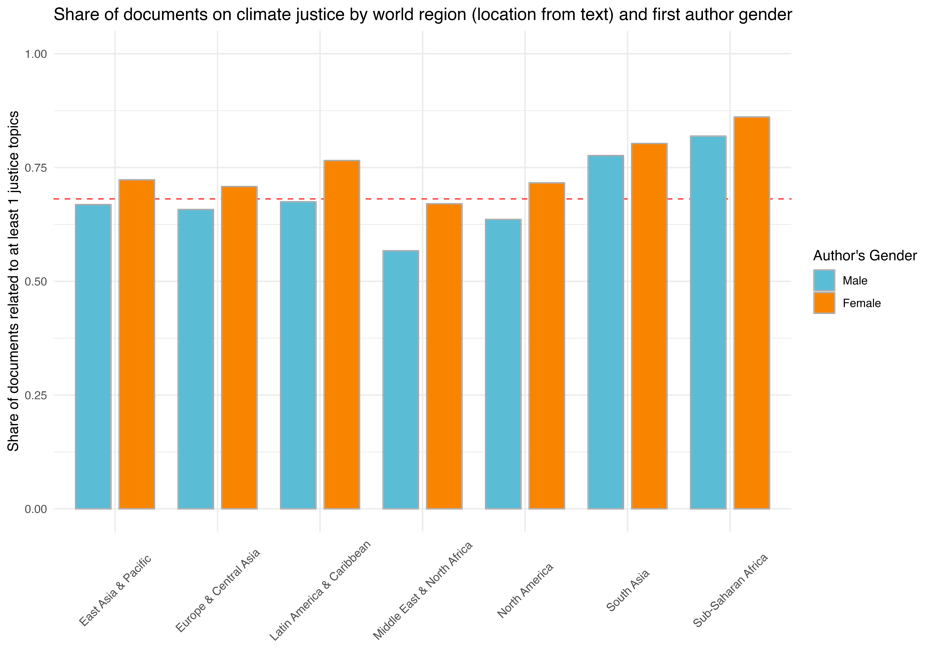 Share of documents on climate justice by world region (location from text) and first author gender
Share of documents related to at least 1 justice topics
1.00
0.75
0.50
0.25
0.00
East Asia & Pacific
Europe & Central Asia
Latin America & Caribbean
Middle East & North Africa
North America
South Asia
Sub-Saharan Africa
Author's Gender
Male
Female